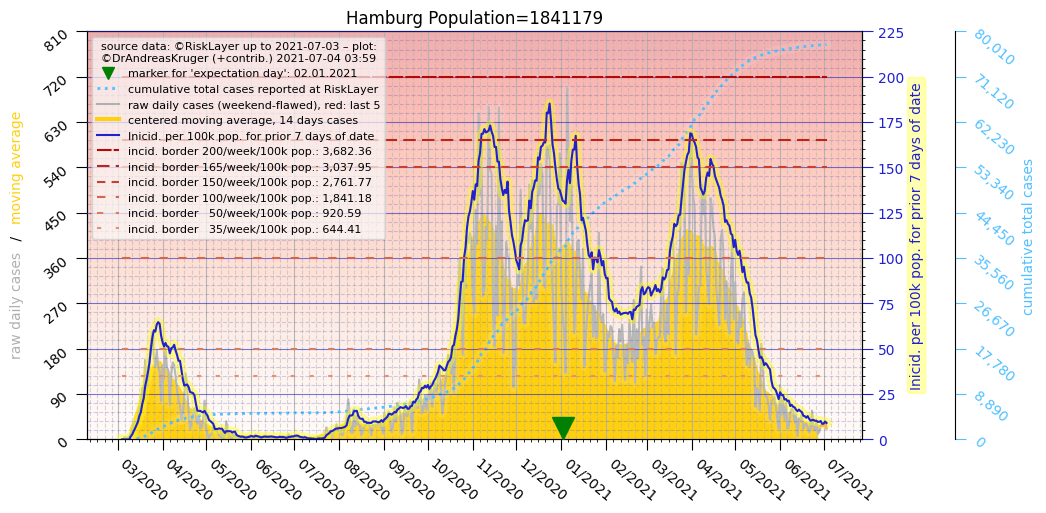 Hamburg Population=1841179
source data: ©RiskLayer up to 2021-07-03 – plot:
©DrAndreasKruger (+contrib.) 2021-07-04 03:59
marker for 'expectation day': 02.01.2021
cumulative total cases reported at RiskLayer
raw daily cases (weekend-flawed), red: last 5
centered moving average, 14 days cases
Inicid. per 100k pop. for prior 7 days of date
incid. border 200/week/100k pop.: 3,682.36
incid. border 165/week/100k pop.: 3,037.95
incid. border 150/week/100k pop.: 2,761.77
incid. border 100/week/100k pop.: 1,841.18
incid. border 50/week/100k pop.: 920.59
incid. border 35/week/100k pop.: 644.41
raw daily cases / moving average
810
720
630
540
450
360
270
180
90
0
03/2020
04/2020
05/2020
06/2020
07/2020
08/2020
09/2020
10/2020
11/2020
12/2020
01/2021
02/2021
03/2021
04/2021
05/2021
06/2021
07/2021
225
200
175
150
125
100
75
50
25
0
Inicid. per 100k pop. for prior 7 days of date
80,010
71,120
62,230
53,340
44,450
35,560
26,670
17,780
8,890
0
cumulative total cases